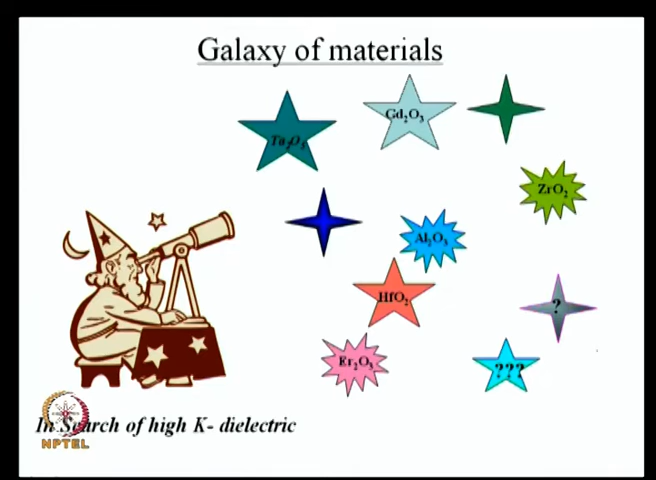 Galaxy of materials
Ta₂O₅
Gd₂O₃
ZrO₂
Al₂O₃
HfO₂
?
Er₂O₃
???
In Search of high K- dielectric
NPTEL